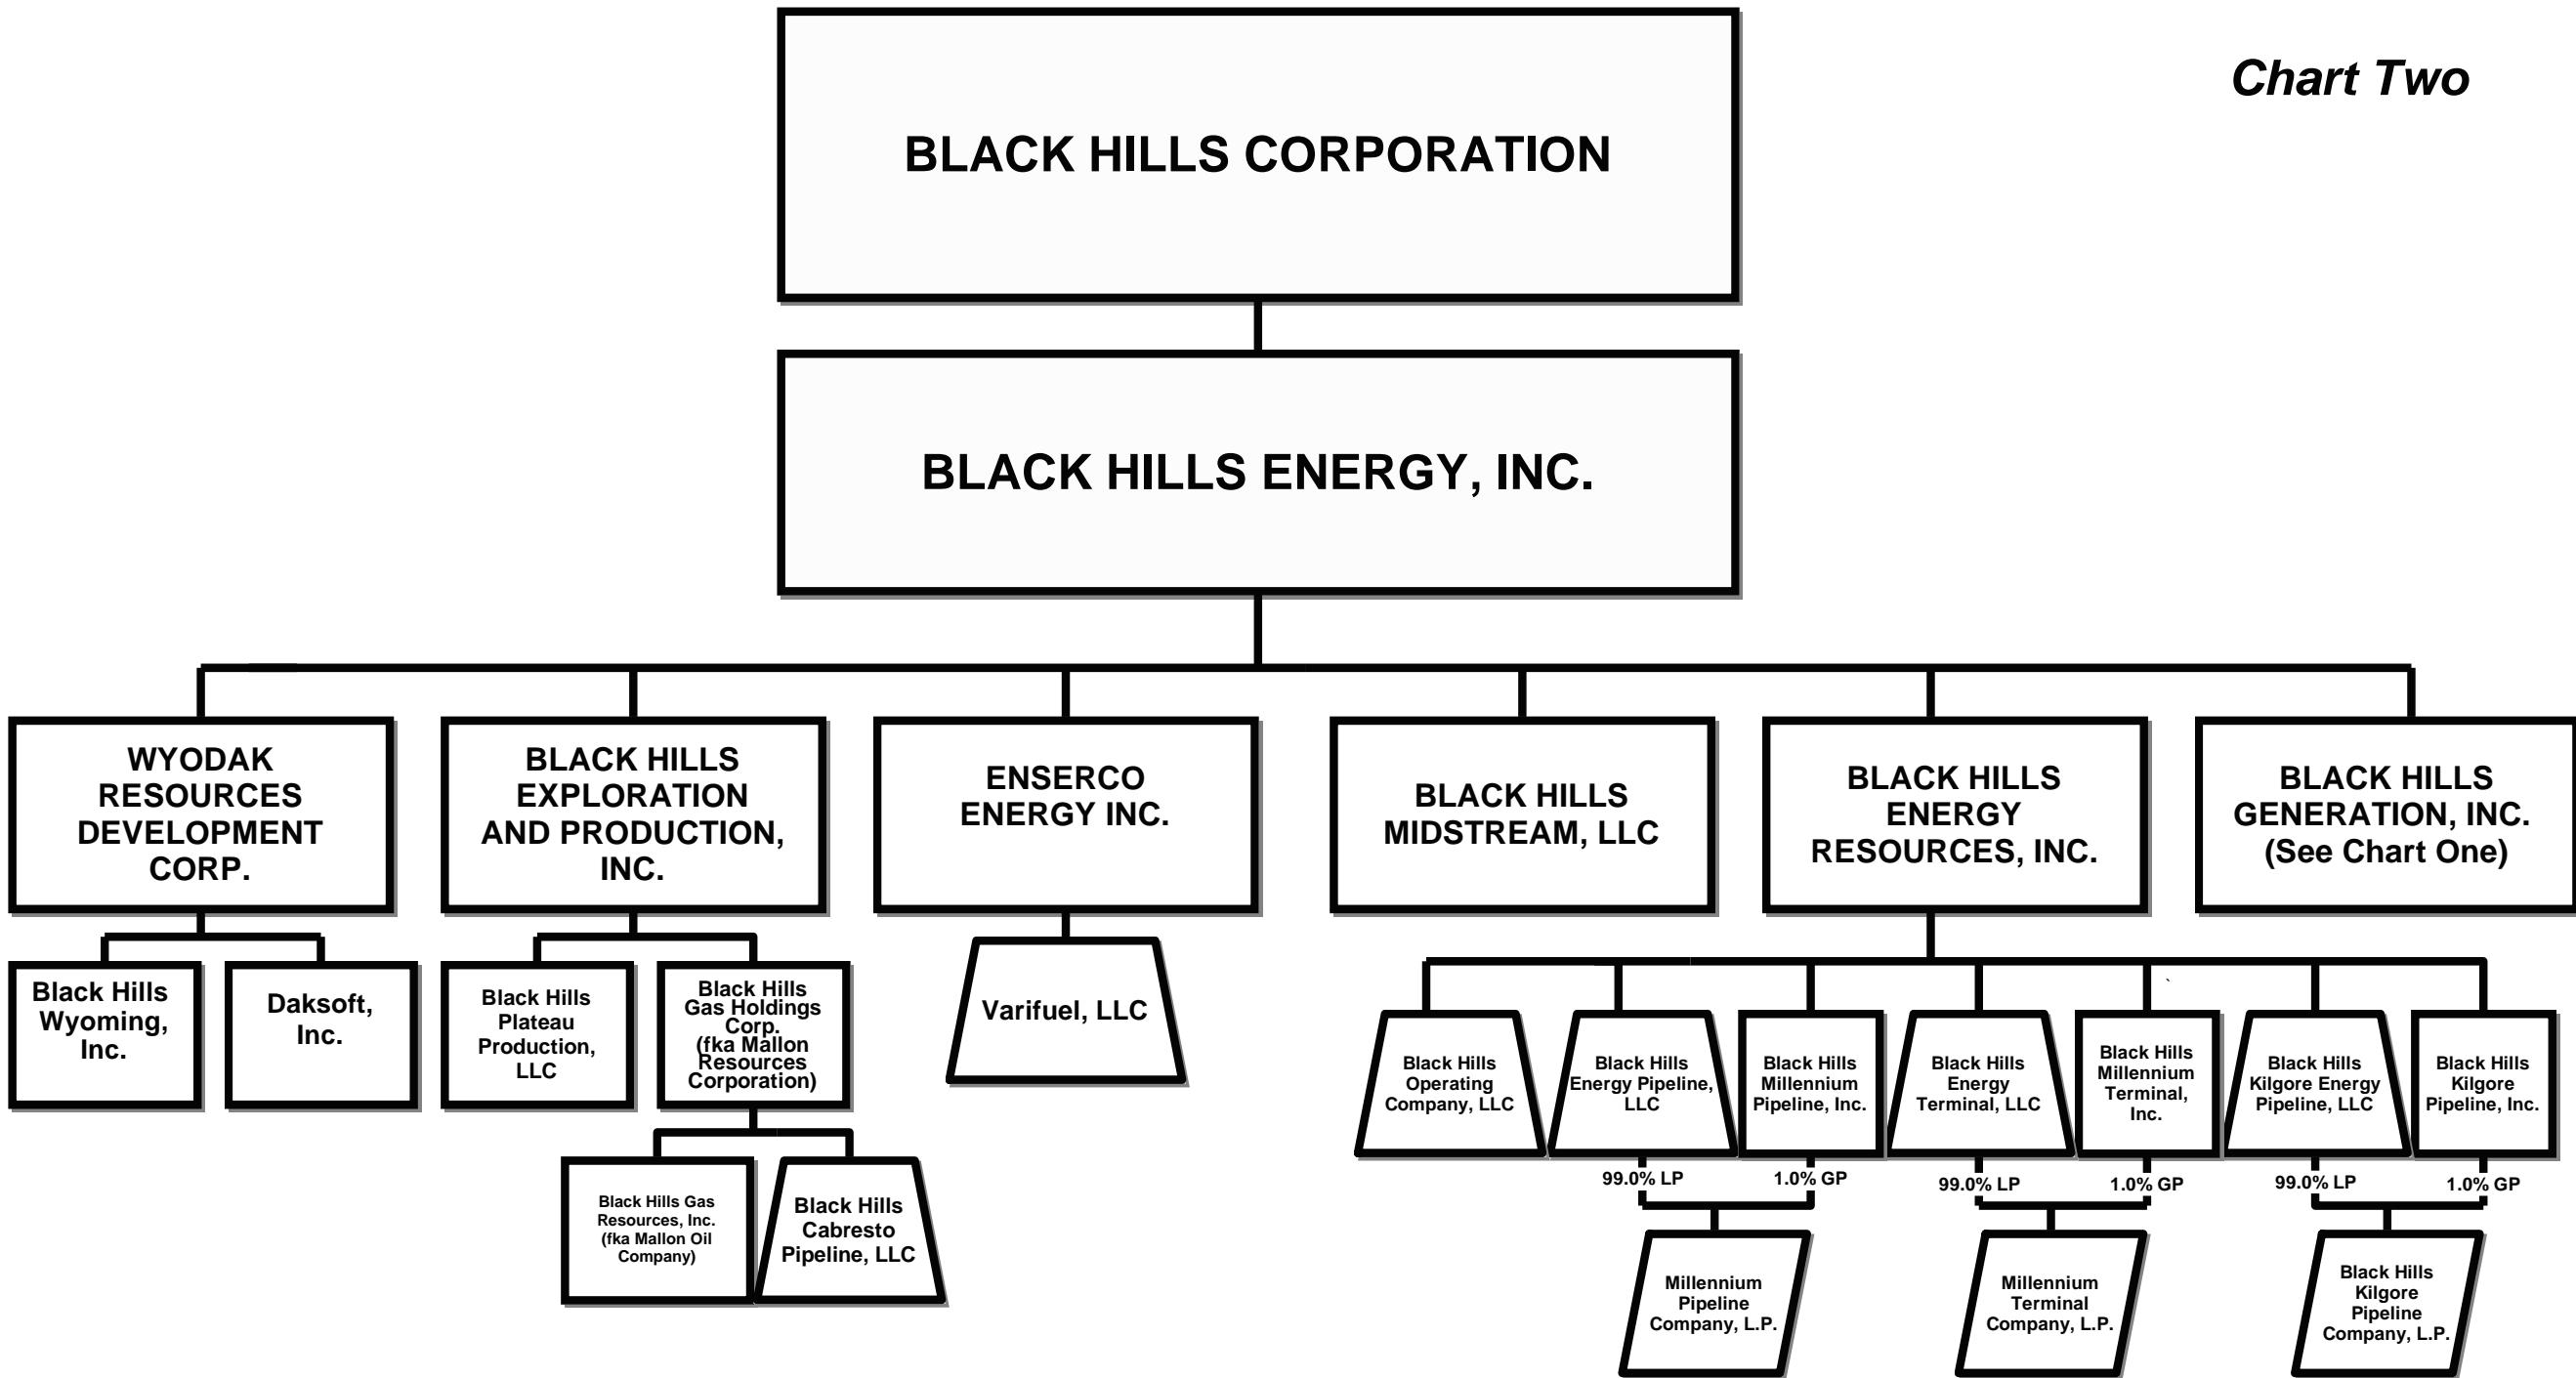 Chart Two
BLACK HILLS CORPORATION
BLACK HILLS ENERGY, INC.
WYODAK
RESOURCES
DEVELOPMENT
CORP.
BLACK HILLS
EXPLORATION
AND PRODUCTION,
INC.
ENSERCO
ENERGY INC.
BLACK HILLS
MIDSTREAM, LLC
BLACK HILLS
ENERGY
RESOURCES, INC.
BLACK HILLS
GENERATION, INC.
(See Chart One)
Black Hills
Wyoming,
Inc.
Daksoft,
Inc.
Black Hills
Plateau
Production,
LLC
Black Hills
Gas Holdings
Corp.
(fka Mallon
Resources
Corporation)
Varifuel, LLC
Black Hills
Operating
Company, LLC
Black Hills
Energy Pipeline,
LLC
Black Hills
Millennium
Pipeline, Inc.
Black Hills
Energy
Terminal, LLC
`
Black Hills
Millennium
Terminal,
Inc.
Black Hills
Kilgore Energy
Pipeline, LLC
Black Hills
Kilgore
Pipeline, Inc.
Black Hills Gas
Resources, Inc.
(fka Mallon Oil
Company)
Black Hills
Cabresto
Pipeline, LLC
99.0% LP
1.0% GP
99.0% LP
1.0% GP
99.0% LP
1.0% GP
Millennium
Pipeline
Company, L.P.
Millennium
Terminal
Company, L.P.
Black Hills
Kilgore
Pipeline
Company, L.P.